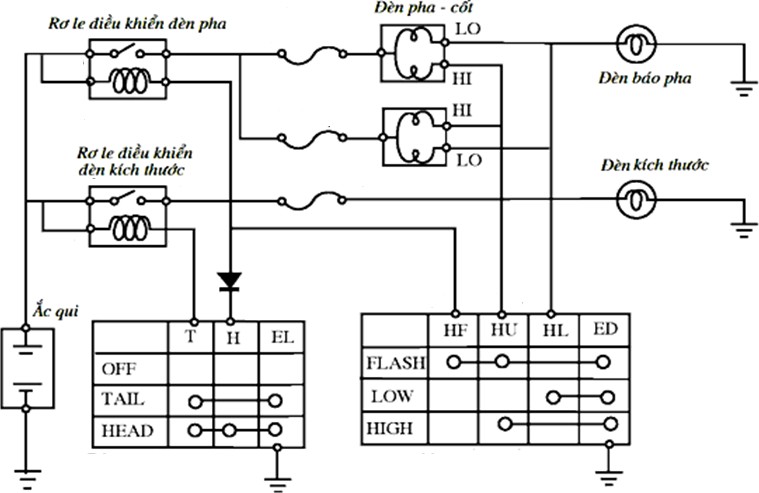 Rơ le điều khiển đèn pha
Đèn pha - cốt
LO
HI
Đèn báo pha
HI
LO
Rơ le điều khiển
đèn kích thước
Đèn kích thước
Ắc qui
T H EL
OFF
TAIL
HEAD
HF HU HL ED
FLASH
LOW
HIGH